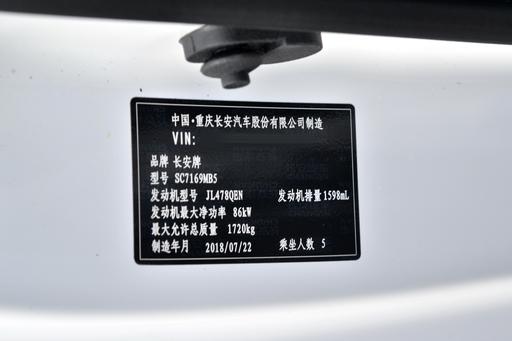 中国·重庆长安汽车股份有限公司制造
VIN:
品牌 长安牌
型号 SC7169MB5
发动机型号 JL478QEN 发动机排量 1598mL
发动机最大净功率 86kW
最大允许总质量 1720kg
制造年月 2018/07/22 乘坐人数 5